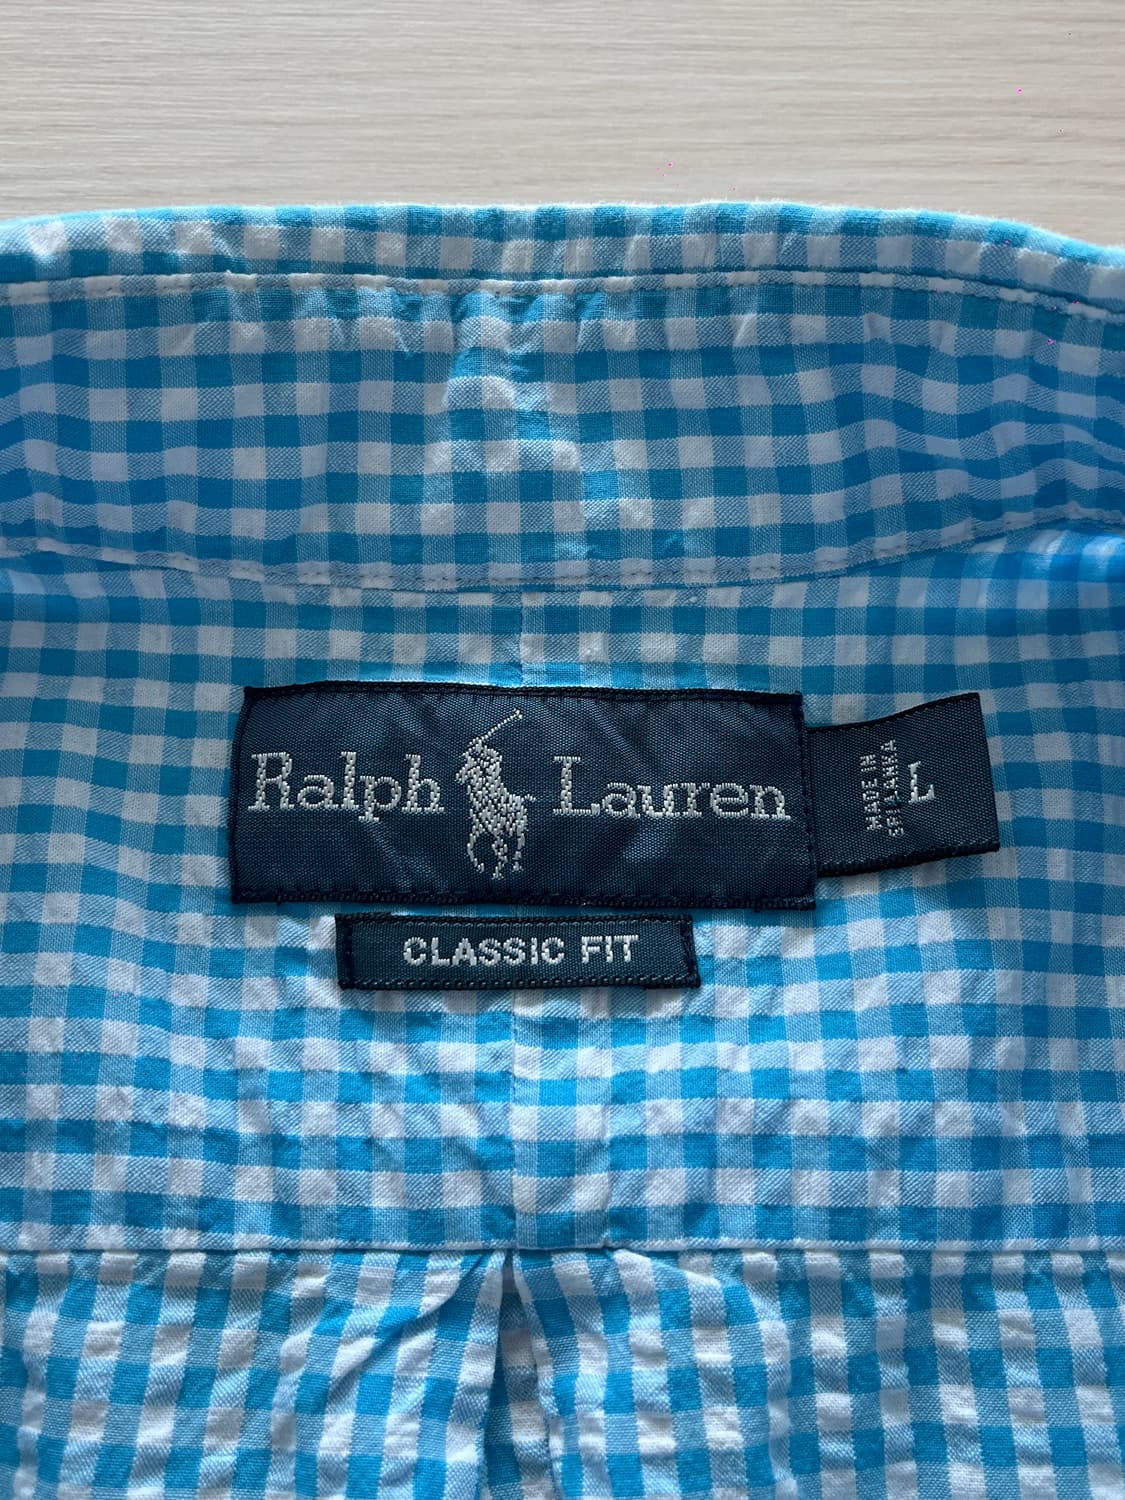 Ralph Lauren
MADE IN
SRI LANKA
L
CLASSIC FIT